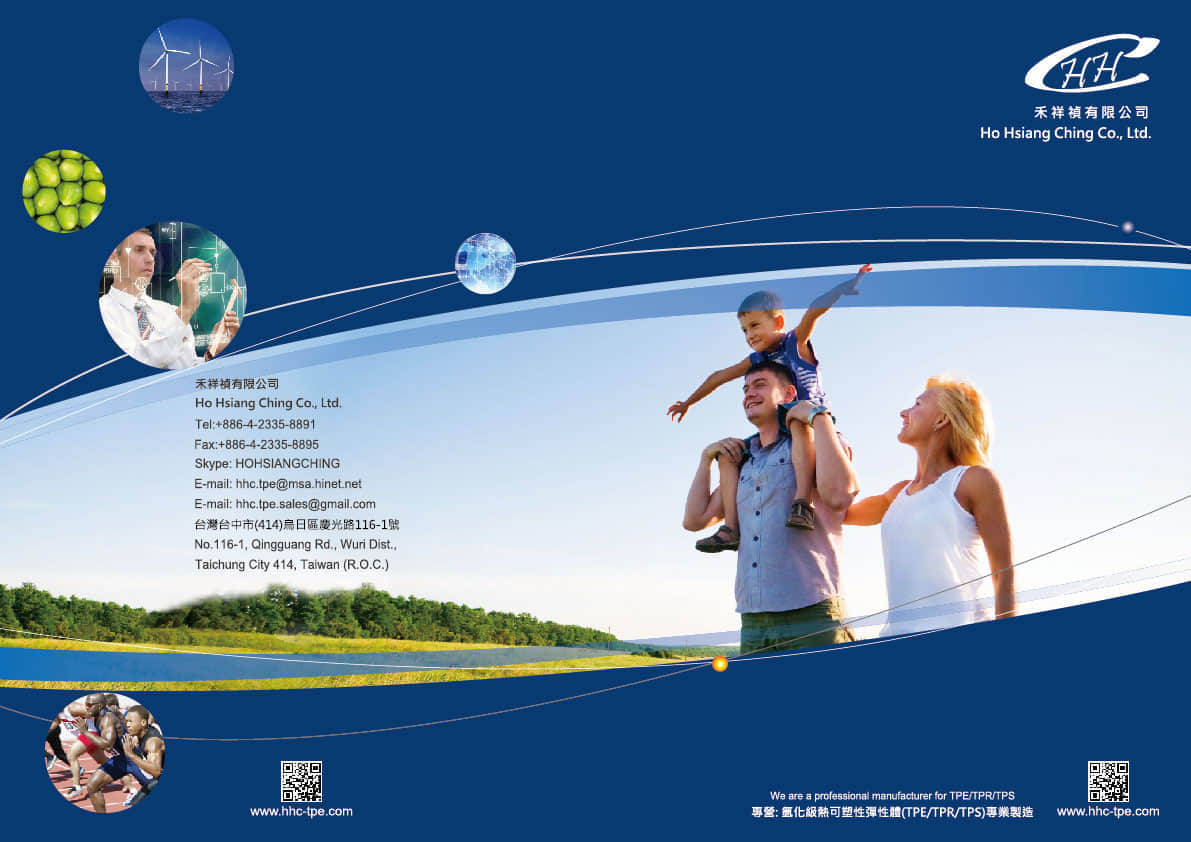 HHC
禾祥禎有限公司
Ho Hsiang Ching Co., Ltd.
禾祥禎有限公司
Ho Hsiang Ching Co., Ltd.
Tel:+886-4-2335-8891
Fax:+886-4-2335-8895
Skype: HOHSIANGCHING
E-mail: hhc.tpe@msa.hinet.net
E-mail: hhc.tpe.sales@gmail.com
台灣台中市(414)烏日區慶光路116-1號
No.116-1, Qingguang Rd., Wuri Dist.,
Taichung City 414, Taiwan (R.O.C.)
www.hhc-tpe.com
We are a professional manufacturer for TPE/TPR/TPS
專營: 氫化級熱可塑性彈性體(TPE/TPR/TPS)專業製造
www.hhc-tpe.com